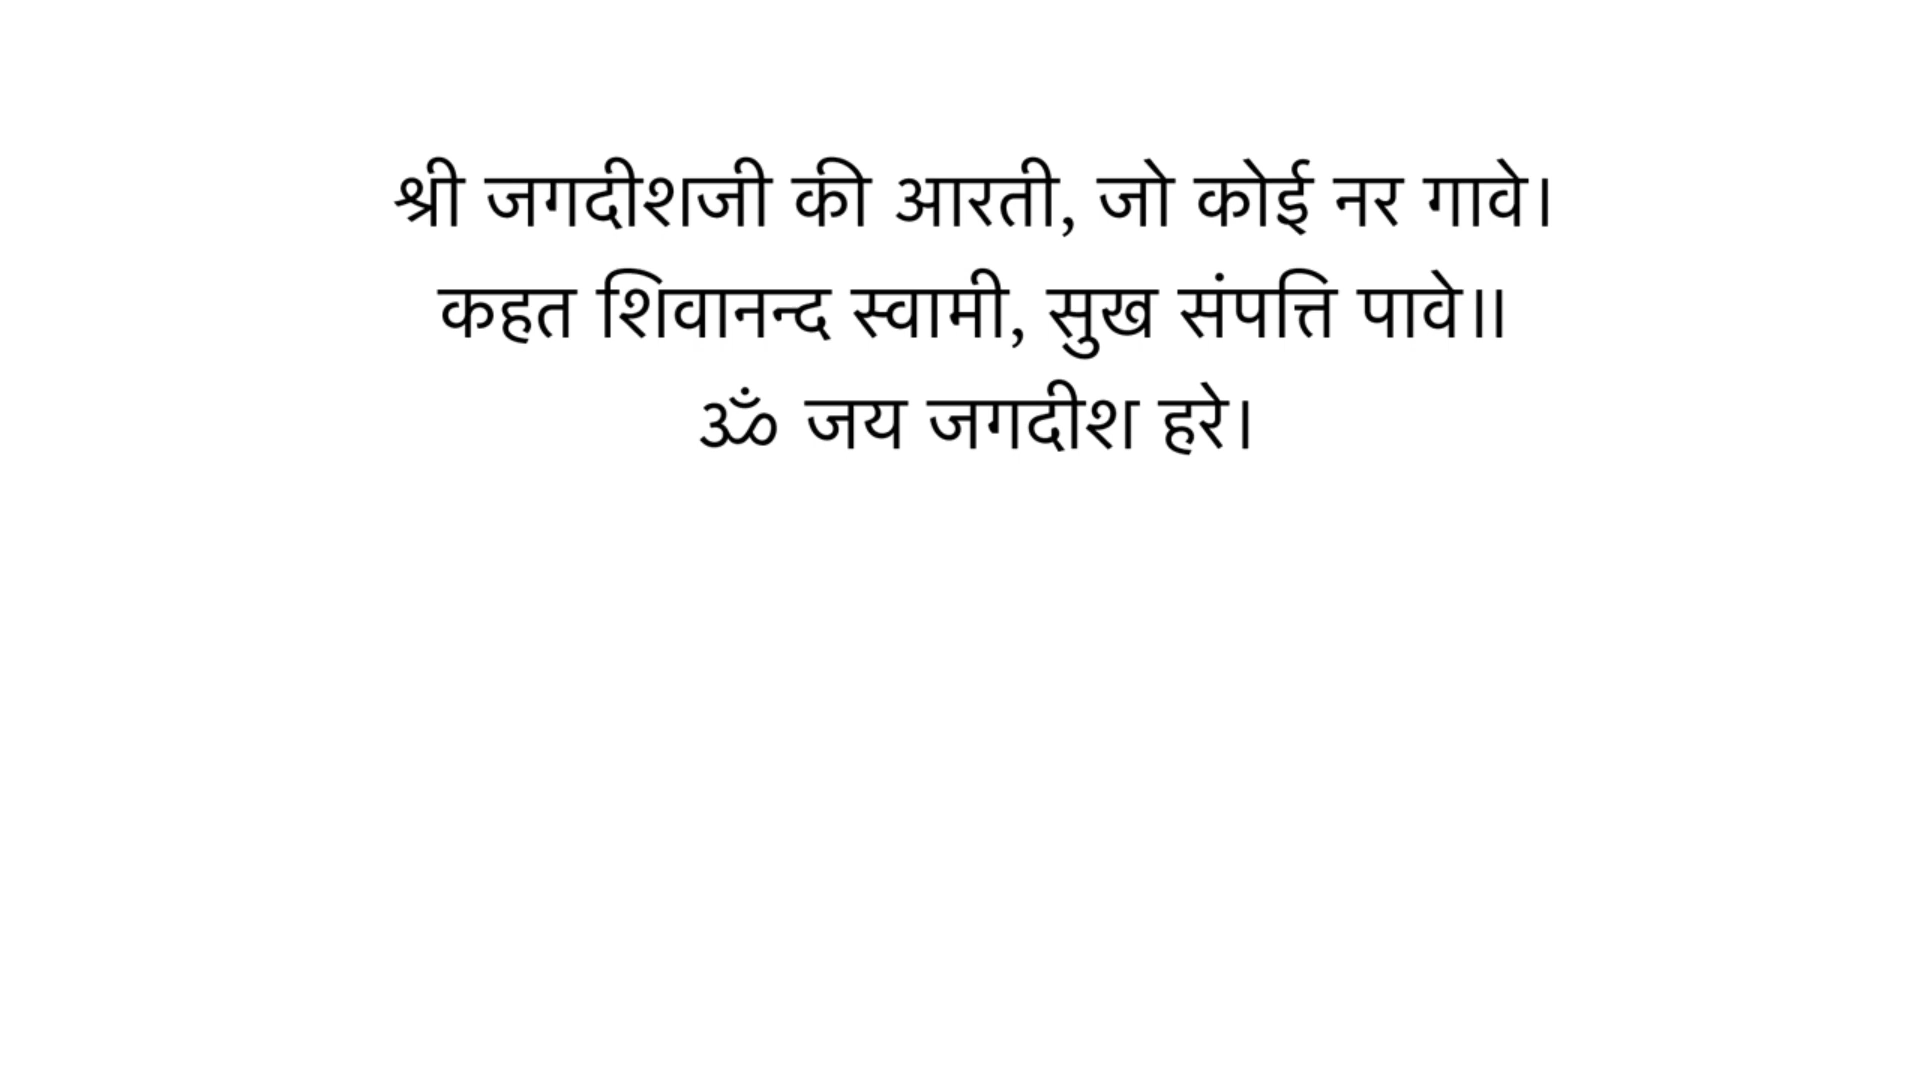 श्री जगदीशजी की आरती, जो कोई नर गावे।
कहत शिवानन्द स्वामी, सुख संपत्ति पावे॥
ॐ जय जगदीश हरे।